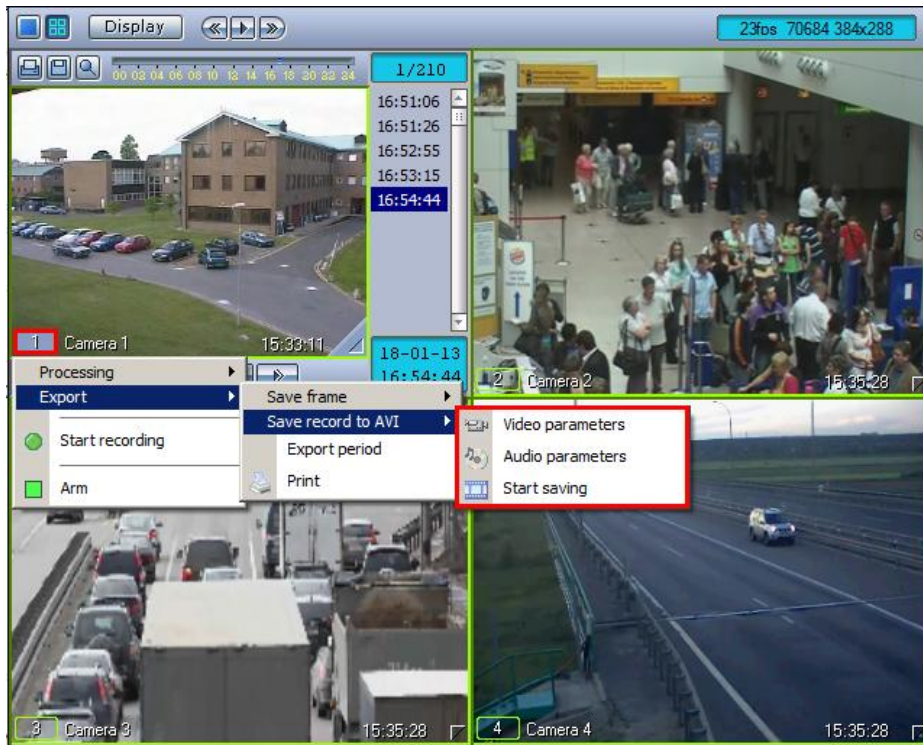 Display
23fps 70684 384x288
00 02 04 06 08 10 12 14 16 18 20 22 24
1/210
16:51:06
16:51:26
16:52:55
16:53:15
16:54:44
1 Camera 1 15:33:11
18-01-13
16:54:44
2 Camera 2 15:35:28
Processing
Export
Start recording
Arm
Save frame
Save record to AVI
Export period
Print
Video parameters
Audio parameters
Start saving
3 Camera 3 15:35:28
4 Camera 4 15:35:28